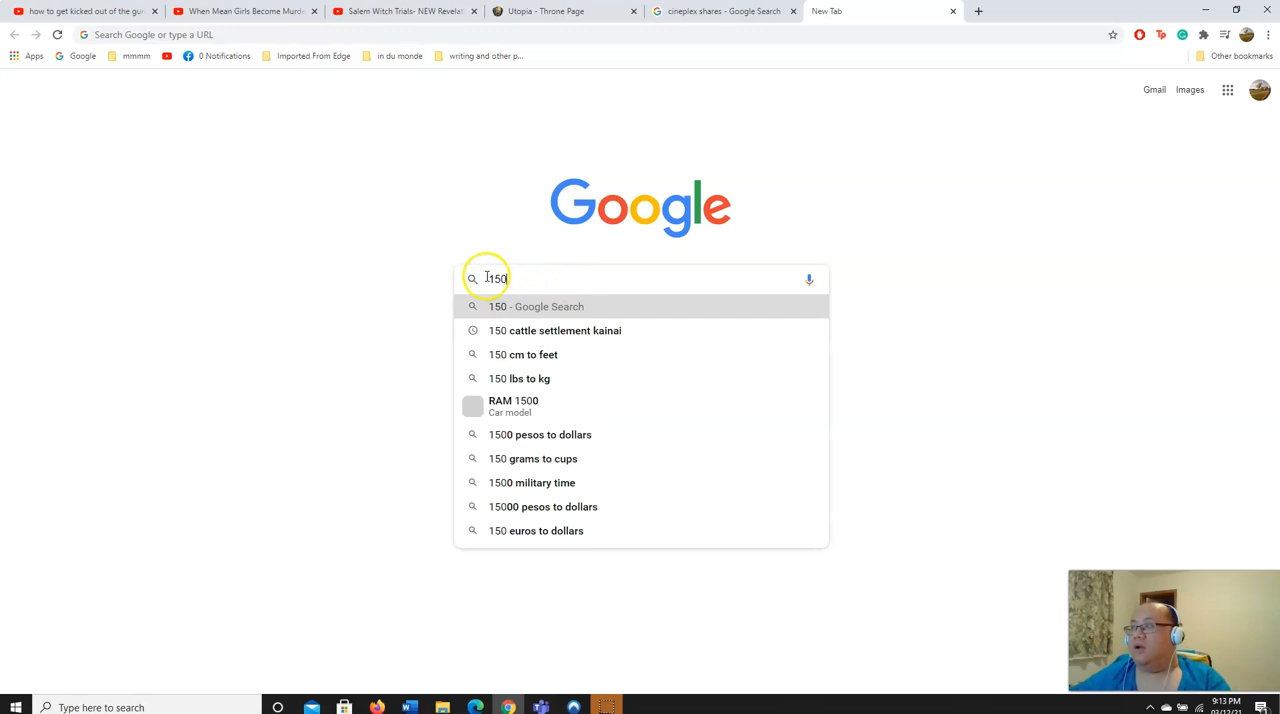 how to get kicked out of the gun
When Mean Girls Become Murde
Salem Witch Trials- NEW Revelat
Utopia - Throne Page
cineplex shares - Google Search
New Tab
Search Google or type a URL
Apps
Google
mmmm
0 Notifications
Imported From Edge
in du monde
writing and other p...
Other bookmarks
Gmail
Images
Google
150
150 - Google Search
150 cattle settlement kainai
150 cm to feet
150 lbs to kg
RAM 1500
Car model
1500 pesos to dollars
150 grams to cups
1500 military time
15000 pesos to dollars
150 euros to dollars
Type here to search
9:13 PM
03/12/21